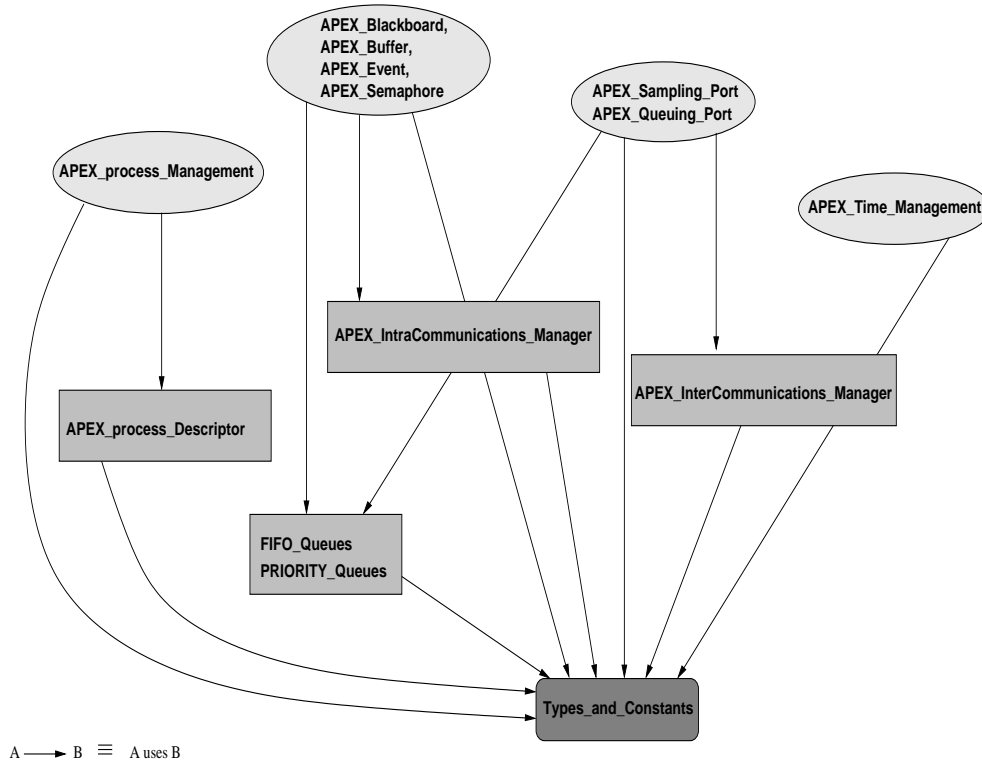 APEX_Blackboard,
APEX_Buffer,
APEX_Event,
APEX_Semaphore
APEX_Sampling_Port
APEX_Queuing_Port
APEX_process_Management
APEX_Time_Management
APEX_IntraCommunications_Manager
APEX_InterCommunications_Manager
APEX_process_Descriptor
FIFO_Queues
PRIORITY_Queues
Types_and_Constants
A → B ≡ A uses B